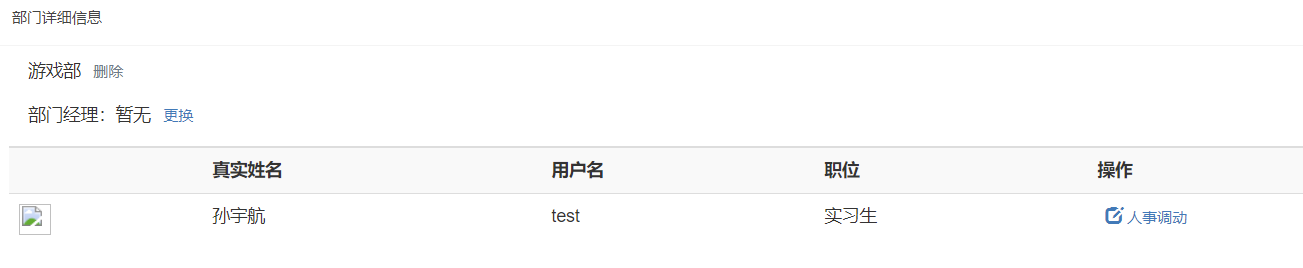 部门详细信息
游戏部 删除
部门经理：暂无 更换
真实姓名 用户名 职位 操作
孙宇航 test 实习生 人事调动